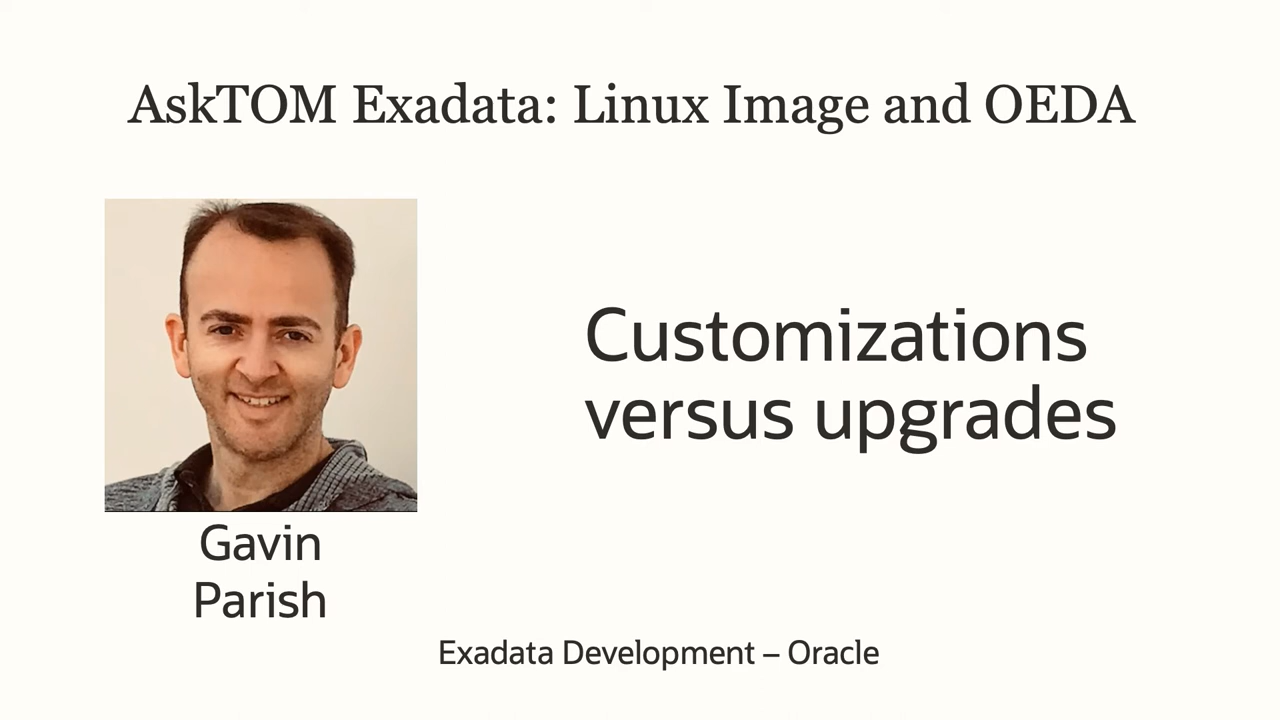 AskTOM Exadata: Linux Image and OEDA
Customizations
versus upgrades
Gavin
Parish
Exadata Development – Oracle